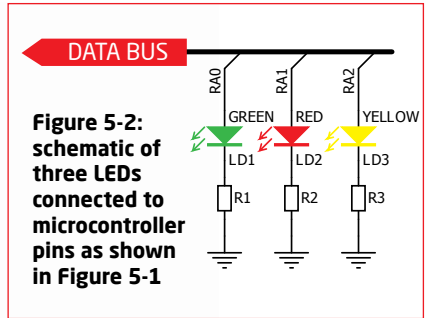 DATA BUS
RA0
RA1
RA2
GREEN
RED
YELLOW
LD1
LD2
LD3
R1
R2
R3
Figure 5-2:
schematic of
three LEDs
connected to
microcontroller
pins as shown
in Figure 5-1